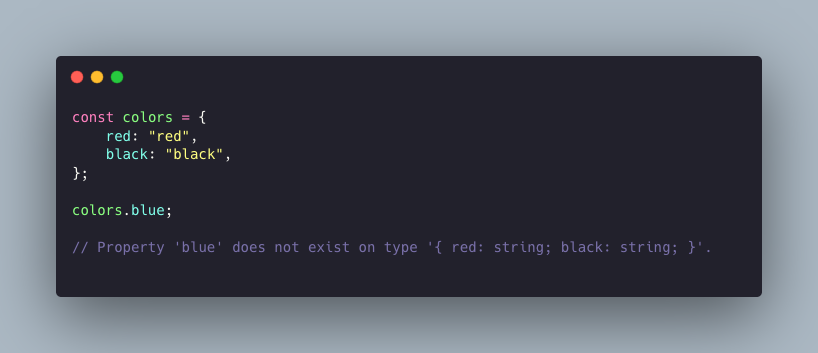 const colors = {
    red: "red",
    black: "black",
};
colors.blue;
// Property 'blue' does not exist on type '{ red: string; black: string; }'.